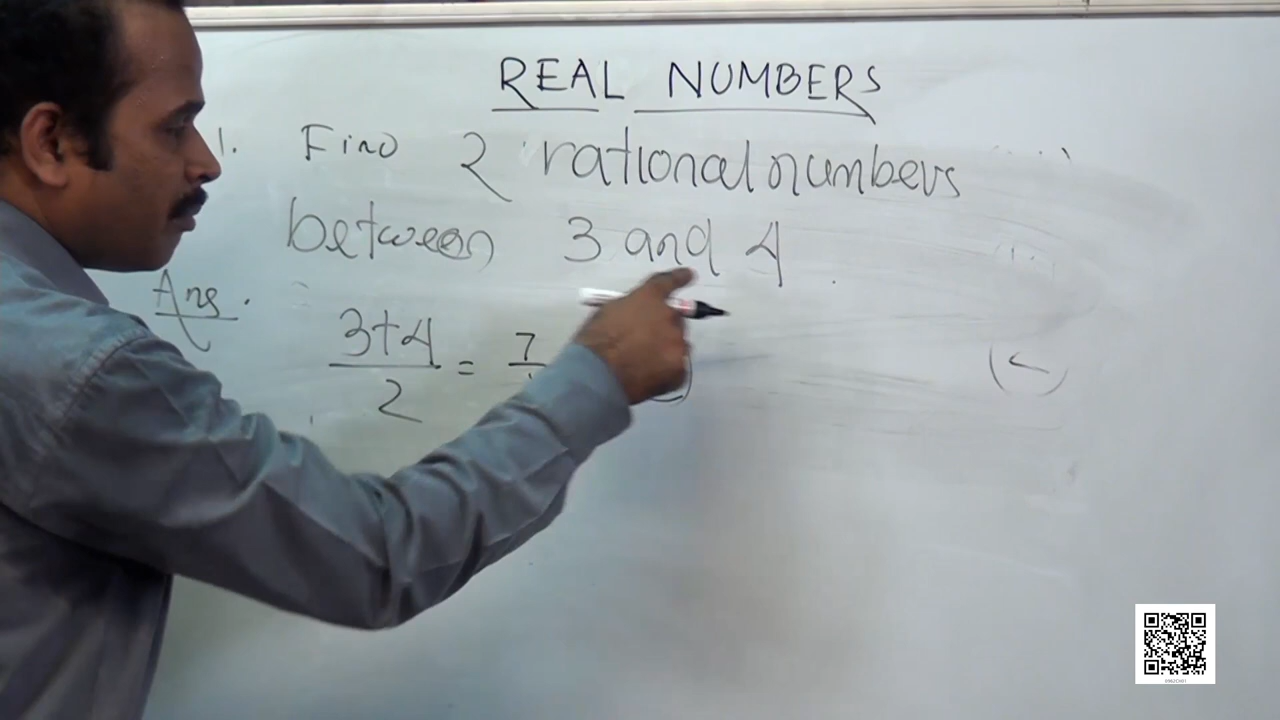 REAL NUMBERS
1. Find 2 rational numbers
between 3 and 4.
Ans.
3+4
2
= 7